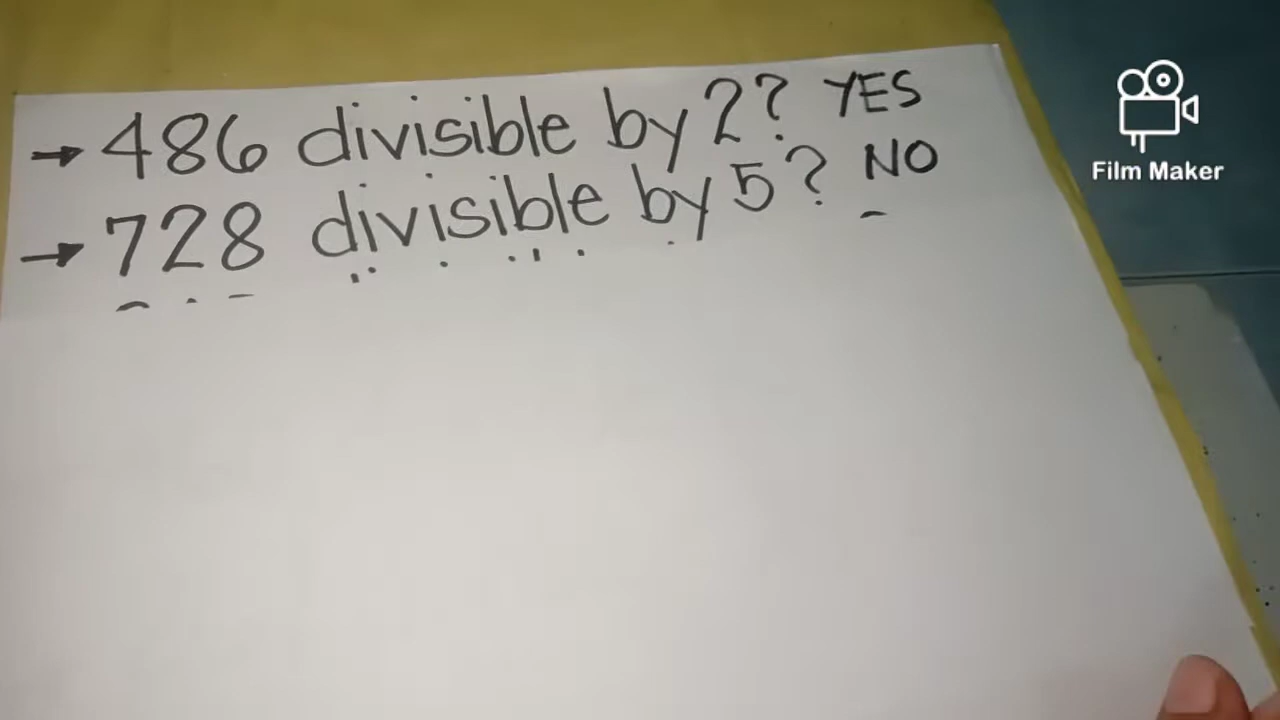 → 486 divisible by 2? YES
→ 728 divisible by 5? NO
Film Maker